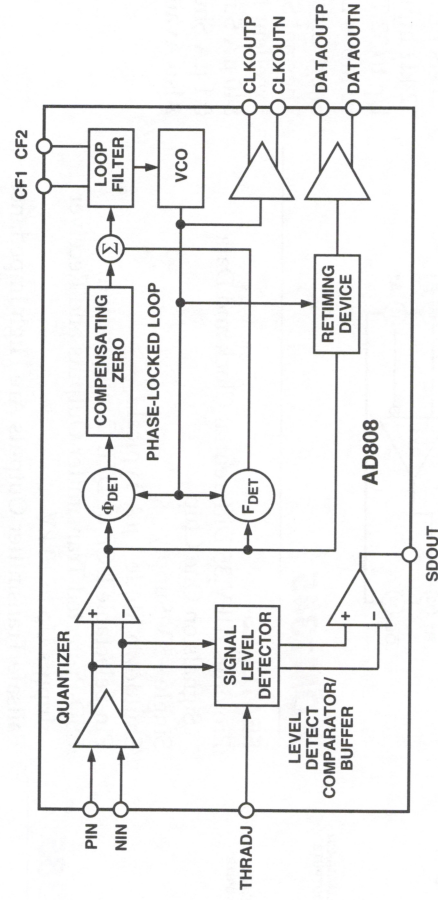 CF1 CF2
QUANTIZER
PIN
NIN
+
−
ΦDET
COMPENSATING
ZERO
Σ
LOOP
FILTER
PHASE-LOCKED LOOP
VCO
FDET
CLKOUTP
CLKOUTN
DATAOUTP
DATAOUTN
RETIMING
DEVICE
THRADJ
SIGNAL
LEVEL
DETECTOR
LEVEL
DETECT
COMPARATOR/
BUFFER
+
−
AD808
SDOUT